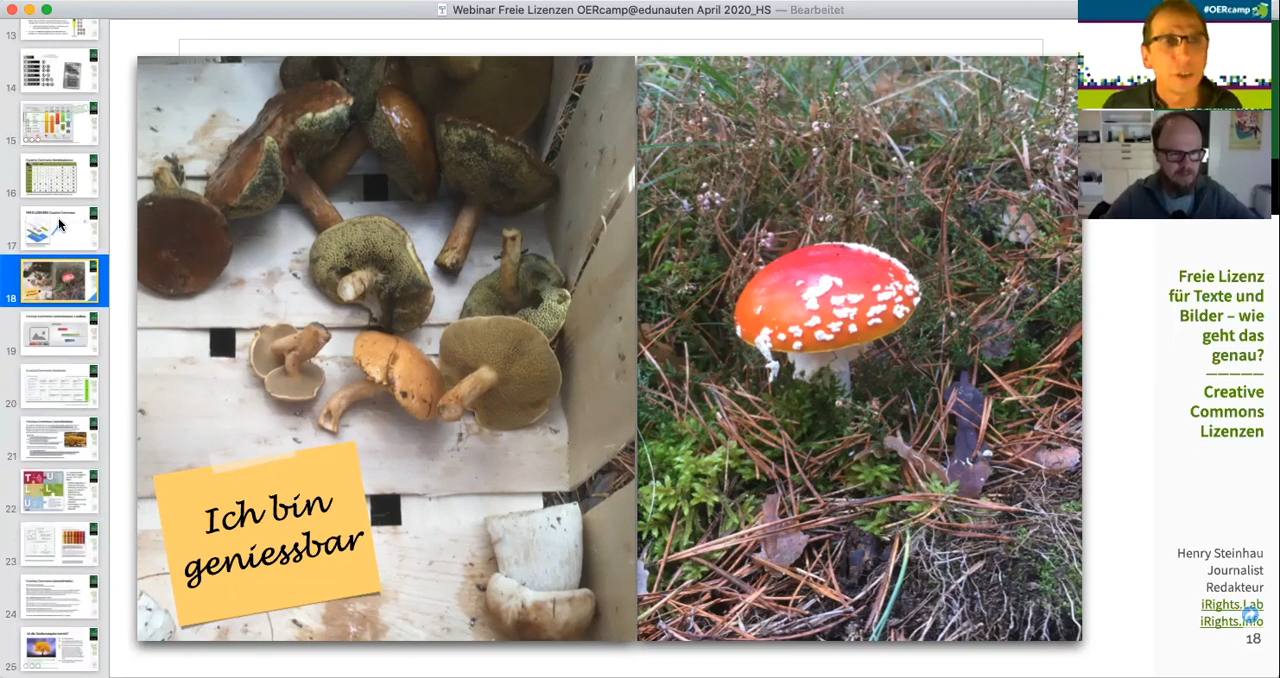 Webinar Freie Lizenzen OERcamp@edunauten April 2020_HS — Bearbeitet
#OERcamp
13
14
15
16
17
18
19
20
21
22
23
24
25
Ich bin
geniessbar
Freie Lizenz
für Texte und
Bilder – wie
geht das
genau?
––––––
Creative
Commons
Lizenzen
Henry Steinhau
Journalist
Redakteur
iRights.Lab
iRights.info
18